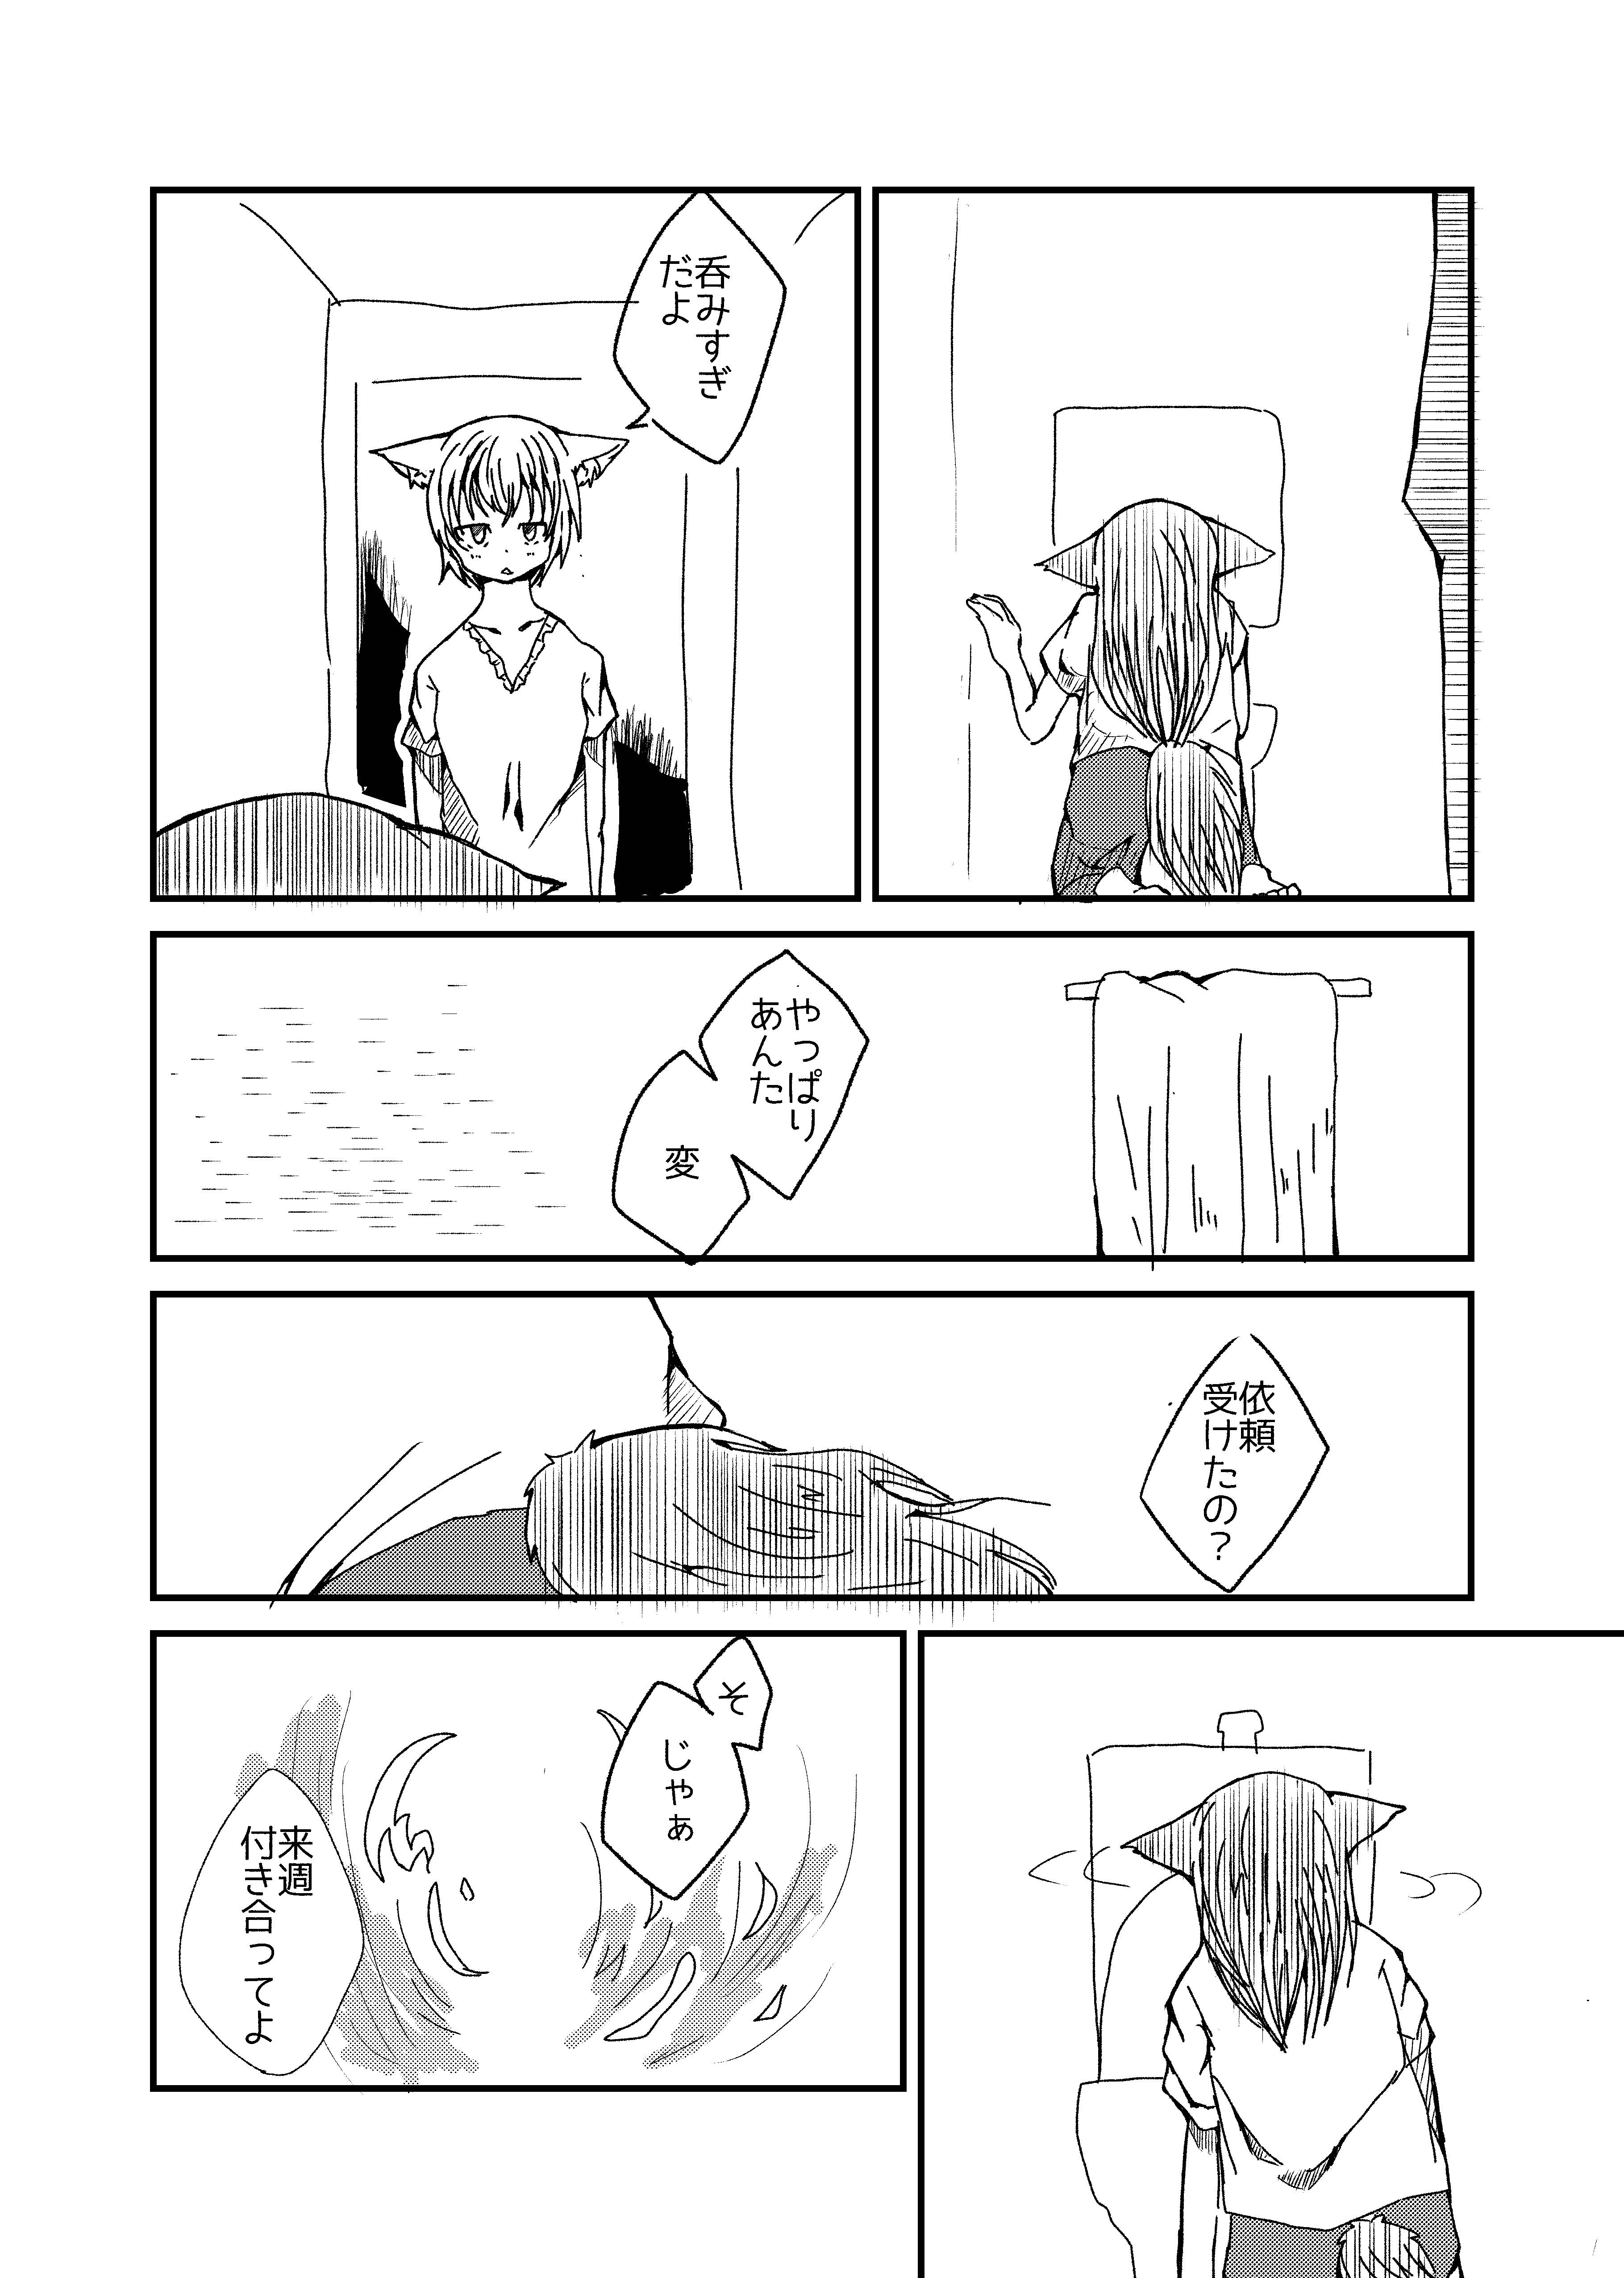 呑みすぎ
だよ
やっぱり
あんた
変
依頼
受けたの?
そ
じゃぁ
来週
付き合ってよ